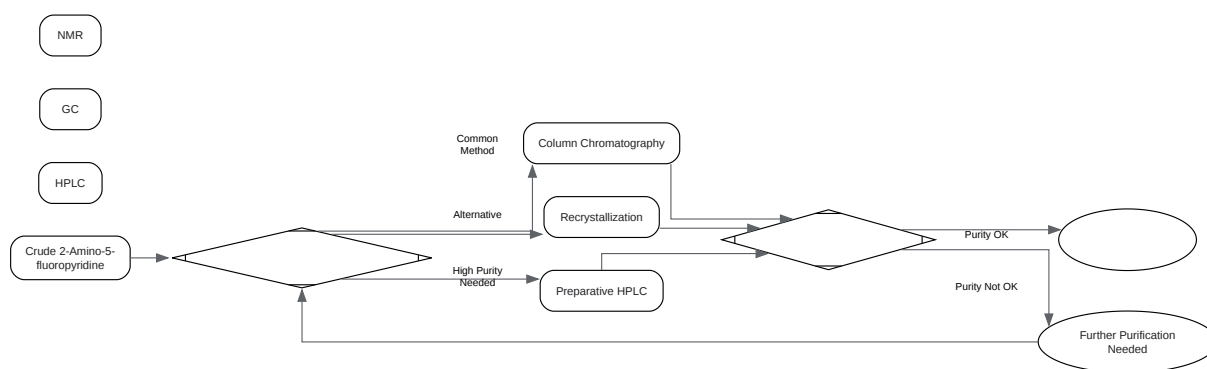 NMR
GC
HPLC
Crude 2-Amino-5-
fluoropyridine
Common
Method
Column Chromatography
Alternative
Recrystallization
High Purity
Needed
Preparative HPLC
Purity OK
Purity Not OK
Further Purification
Needed